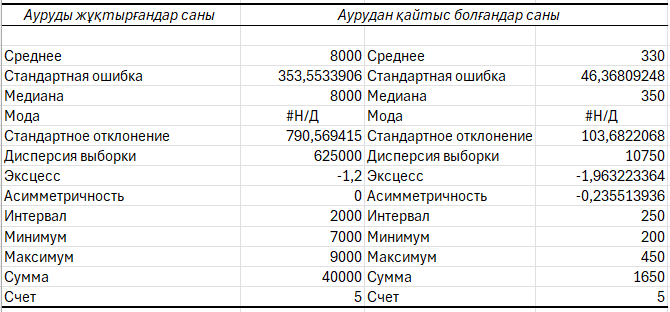 Ауруды жұқтырғандар саны Аурудан қайтыс болғандар саны
Среднее 8000 Среднее 330
Стандартная ошибка 353,5533906 Стандартная ошибка 46,36809248
Медиана 8000 Медиана 350
Мода #Н/Д Мода #Н/Д
Стандартное отклонение 790,569415 Стандартное отклонение 103,6822068
Дисперсия выборки 625000 Дисперсия выборки 10750
Эксцесс -1,2 Эксцесс -1,963223364
Асимметричность 0 Асимметричность -0,235513936
Интервал 2000 Интервал 250
Минимум 7000 Минимум 200
Максимум 9000 Максимум 450
Сумма 40000 Сумма 1650
Счет 5 Счет 5